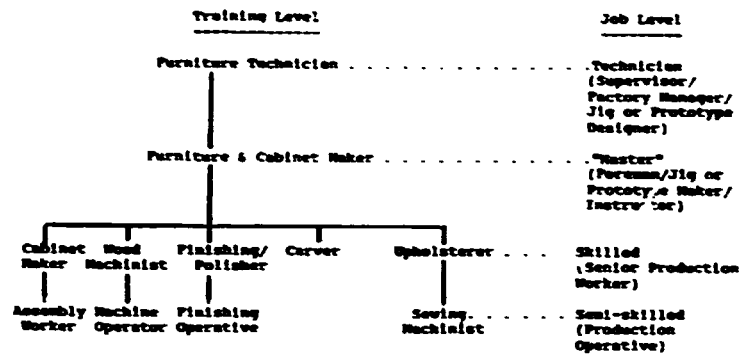 Training Level Job Level
Furniture Technician . . . . . . . . . . . . . Technician
(Supervisor/
Factory Manager/
Jig or Prototype
Designer)
Furniture & Cabinet Maker . . . . . . . . . . . "Master"
(Foreman/Jig or
Prototype Maker/
Instructor)
Cabinet Wood Finishing/ Carver Upholsterer . . . Skilled
Maker Machinist Polisher (Senior Production
Worker)
Assembly Machine Finishing Sewing. . . . . . Semi-skilled
Worker Operator Operative Machinist (Production
Operative)